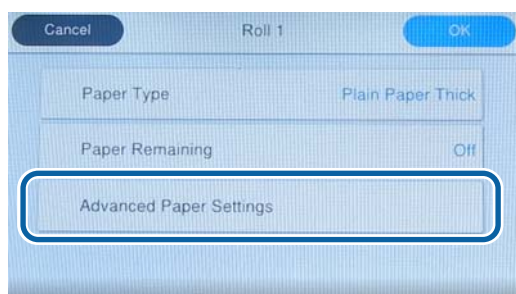 Cancel Roll 1 OK
Paper Type Plain Paper Thick
Paper Remaining Off
Advanced Paper Settings